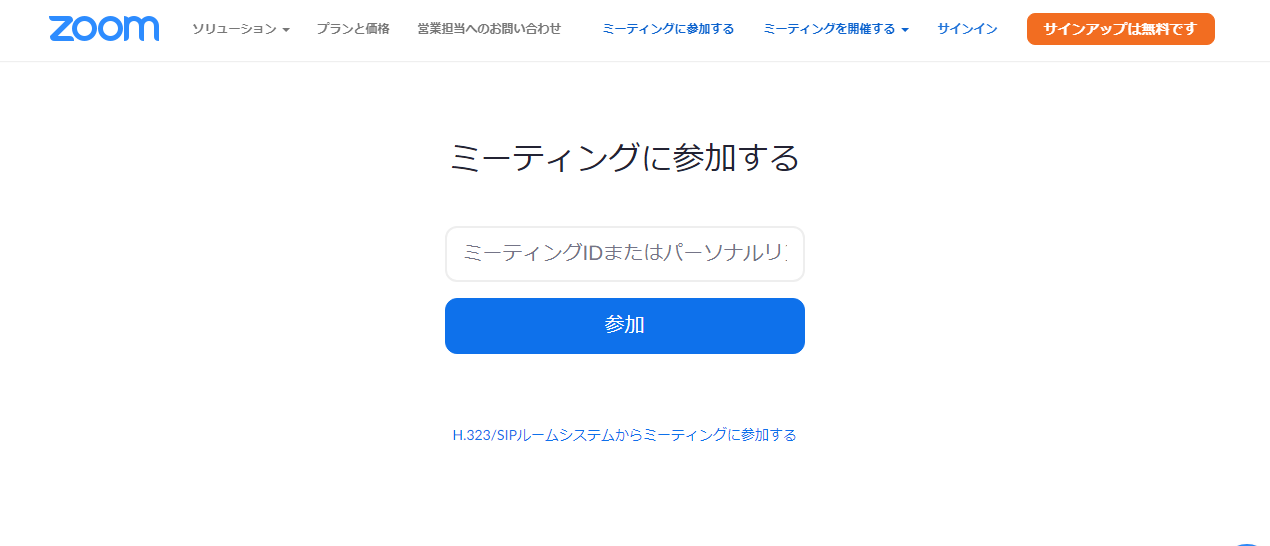 zoom ソリューション プランと価格 営業担当へのお問い合わせ ミーティングに参加する ミーティングを開催する サインイン サインアップは無料です
ミーティングに参加する
ミーティングIDまたはパーソナルリ
参加
H.323/SIPルームシステムからミーティングに参加する